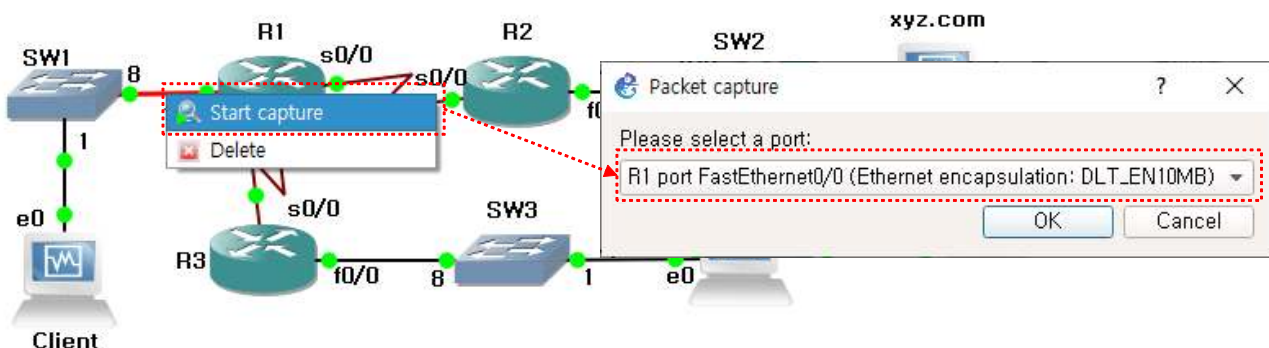 xyz.com
R1
R2
SW2
SW1
s0/0
8
s0/0
Packet capture
?
Start capture
Please select a port:
1
Delete
R1 port FastEthernet0/0 (Ethernet encapsulation: DLT_EN10MB)
OK
Cancel
s0/0
SW3
e0
R3
f0/0
8
1
e0
Client